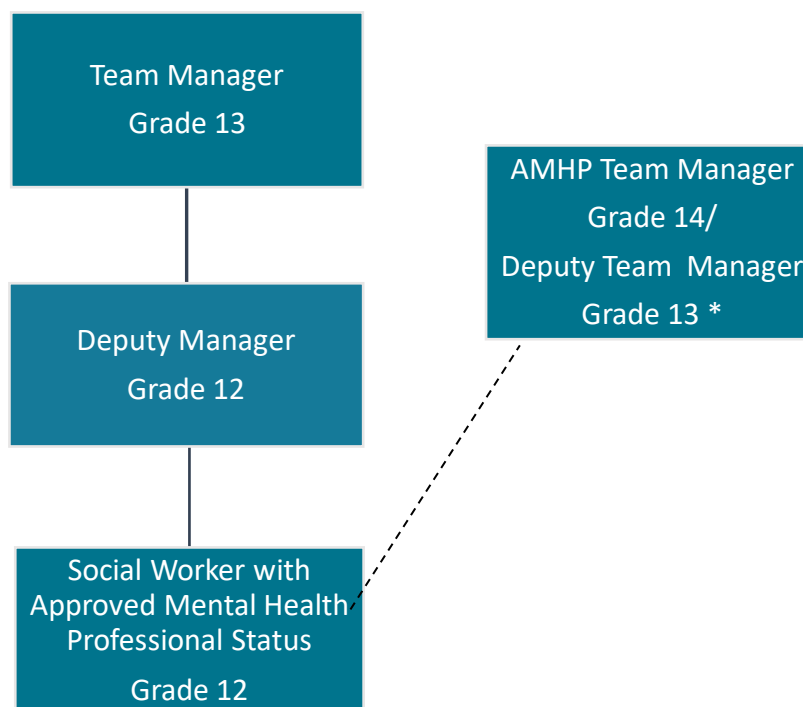 Team Manager
Grade 13
AMHP Team Manager
Grade 14/
Deputy Team Manager
Grade 13 *
Deputy Manager
Grade 12
Social Worker with
Approved Mental Health
Professional Status
Grade 12